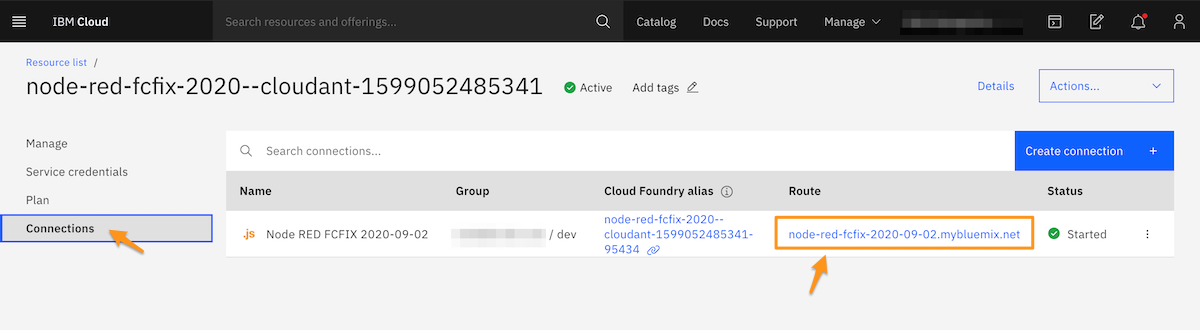 IBM Cloud
Search resources and offerings...
Catalog
Docs
Support
Manage
Resource list /
node-red-fcfix-2020--cloudant-1599052485341
Active
Add tags
Details
Actions...
Manage
Service credentials
Plan
Connections
Search connections...
Create connection +
Name Group Cloud Foundry alias Route Status
.js Node RED FCFIX 2020-09-02
/ dev
node-red-fcfix-2020--
cloudant-1599052485341-
95434
node-red-fcfix-2020-09-02.mybluemix.net
Started